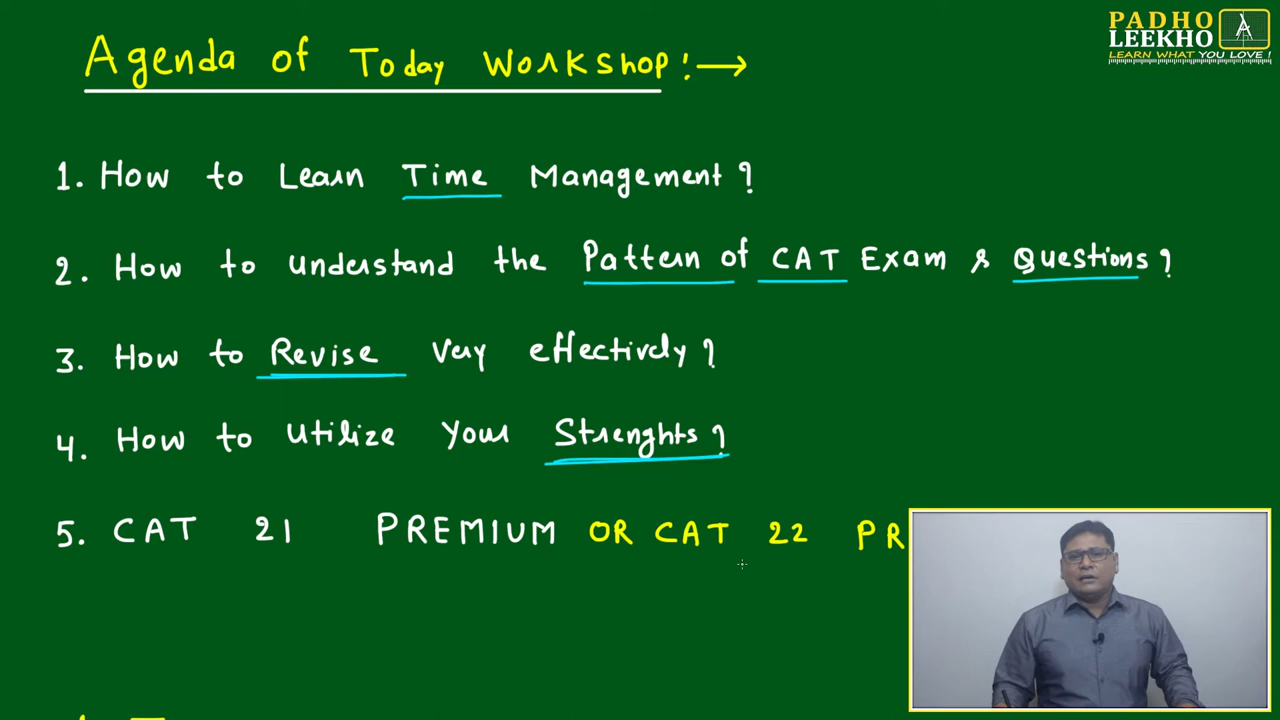 Agenda of Today Workshop!→
PADHO
LEEKHO
LEARN WHAT YOU LOVE!
1. How to Learn Time Management?
2. How to understand the Pattern of CAT Exam & Questions?
3. How to Revise Very effectively?
4. How to Utilize Your Strenghts?
5. CAT 21 PREMIUM OR CAT 22 PR